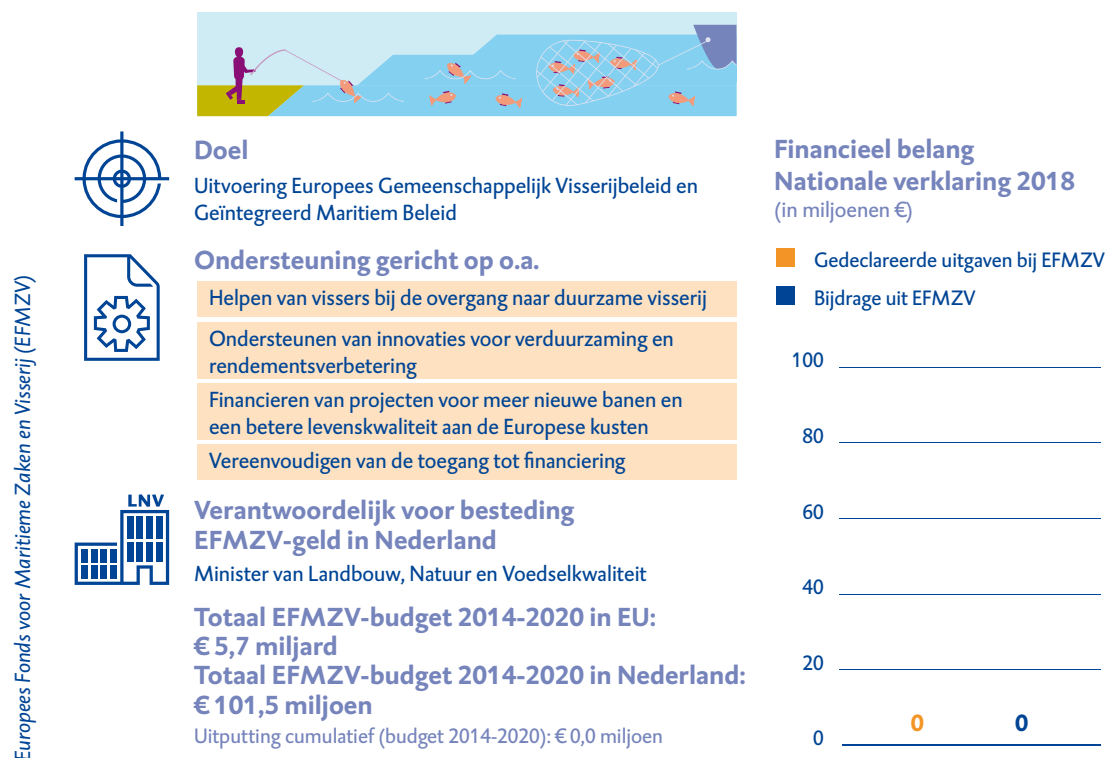 Europees Fonds voor Maritieme Zaken en Visserij (EFMZV)
Doel
Uitvoering Europees Gemeenschappelijk Visserijbeleid en
Geïntegreerd Maritiem Beleid
Ondersteuning gericht op o.a.
Helpen van vissers bij de overgang naar duurzame visserij
Ondersteunen van innovaties voor verduurzaming en
rendementsverbetering
Financieren van projecten voor meer nieuwe banen en
een betere levenskwaliteit aan de Europese kusten
Vereenvoudigen van de toegang tot financiering
LNV
Verantwoordelijk voor besteding
EFMZV-geld in Nederland
Minister van Landbouw, Natuur en Voedselkwaliteit
Totaal EFMZV-budget 2014-2020 in EU:
€ 5,7 miljard
Totaal EFMZV-budget 2014-2020 in Nederland:
€ 101,5 miljoen
Uitputting cumulatief (budget 2014-2020): € 0,0 miljoen
Financieel belang
Nationale verklaring 2018
(in miljoenen €)
Gedeclareerde uitgaven bij EFMZV
Bijdrage uit EFMZV
100
80
60
40
20
0
0 0